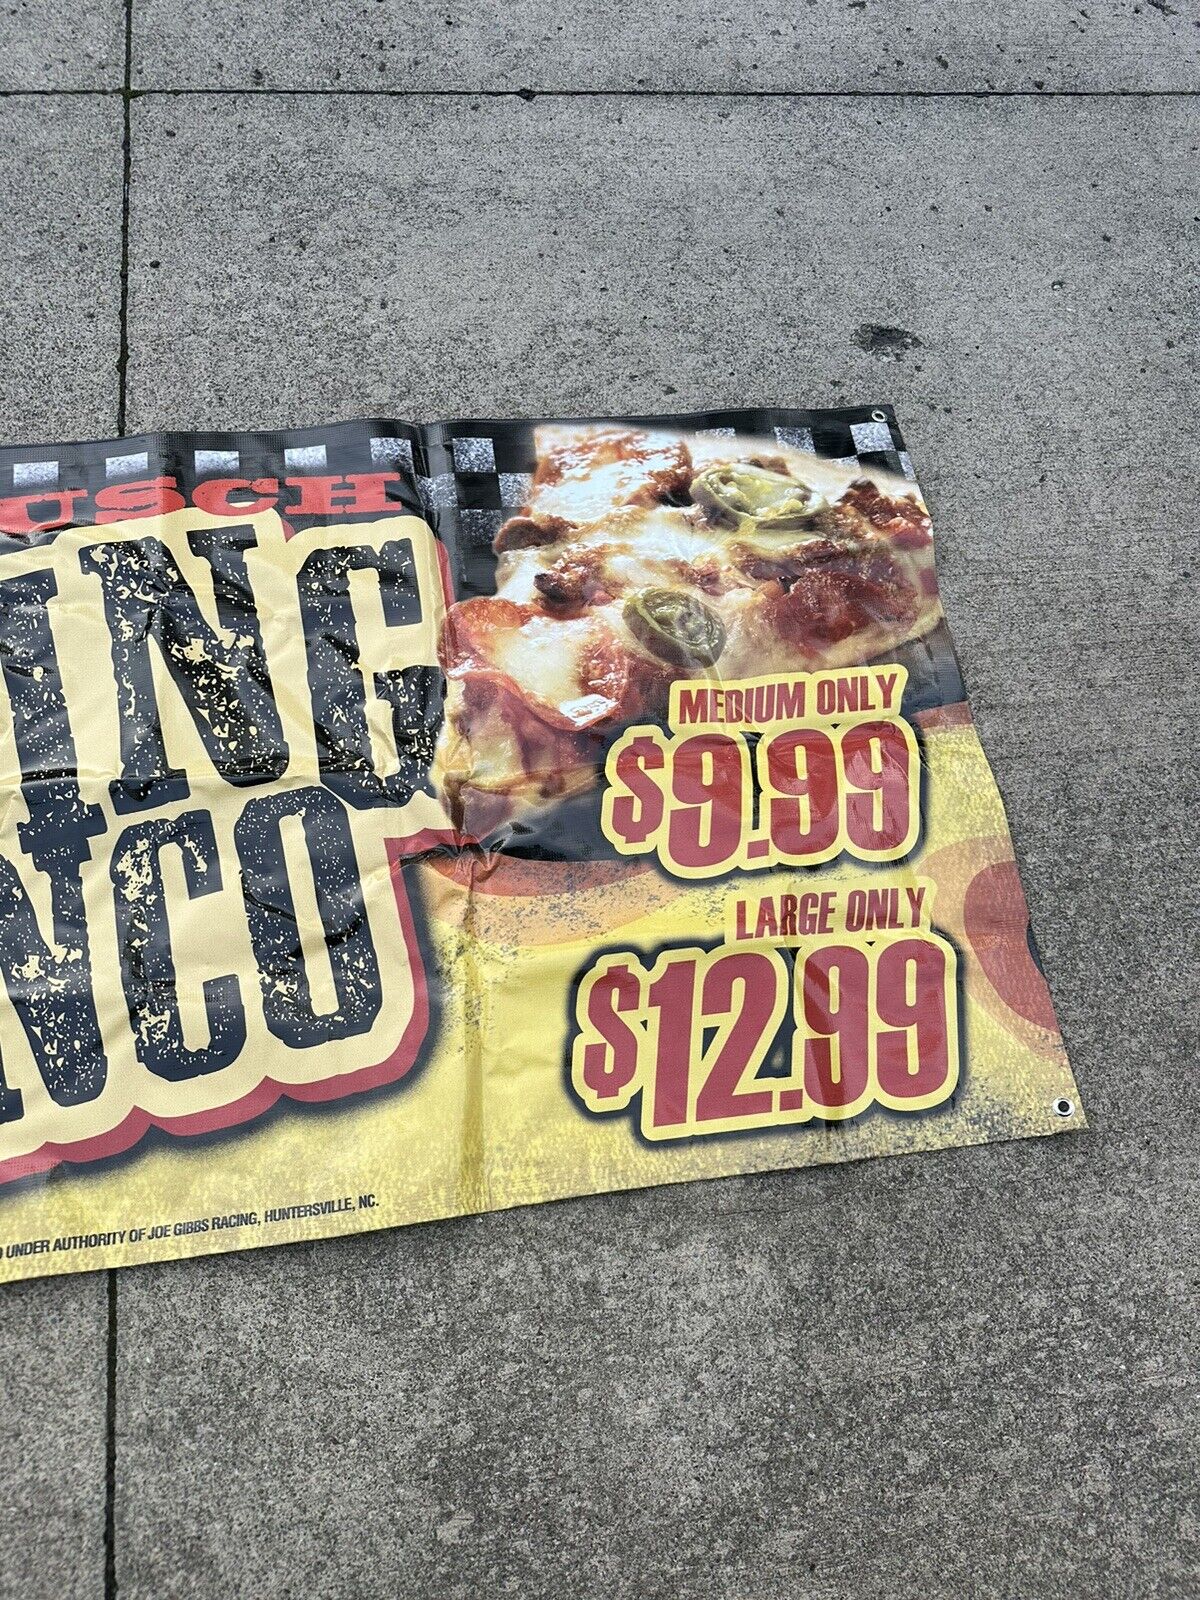 USCH
ING
NCO
MEDIUM ONLY
$9.99
LARGE ONLY
$12.99
UNDER AUTHORITY OF JOE GIBBS RACING, HUNTERSVILLE, NC.